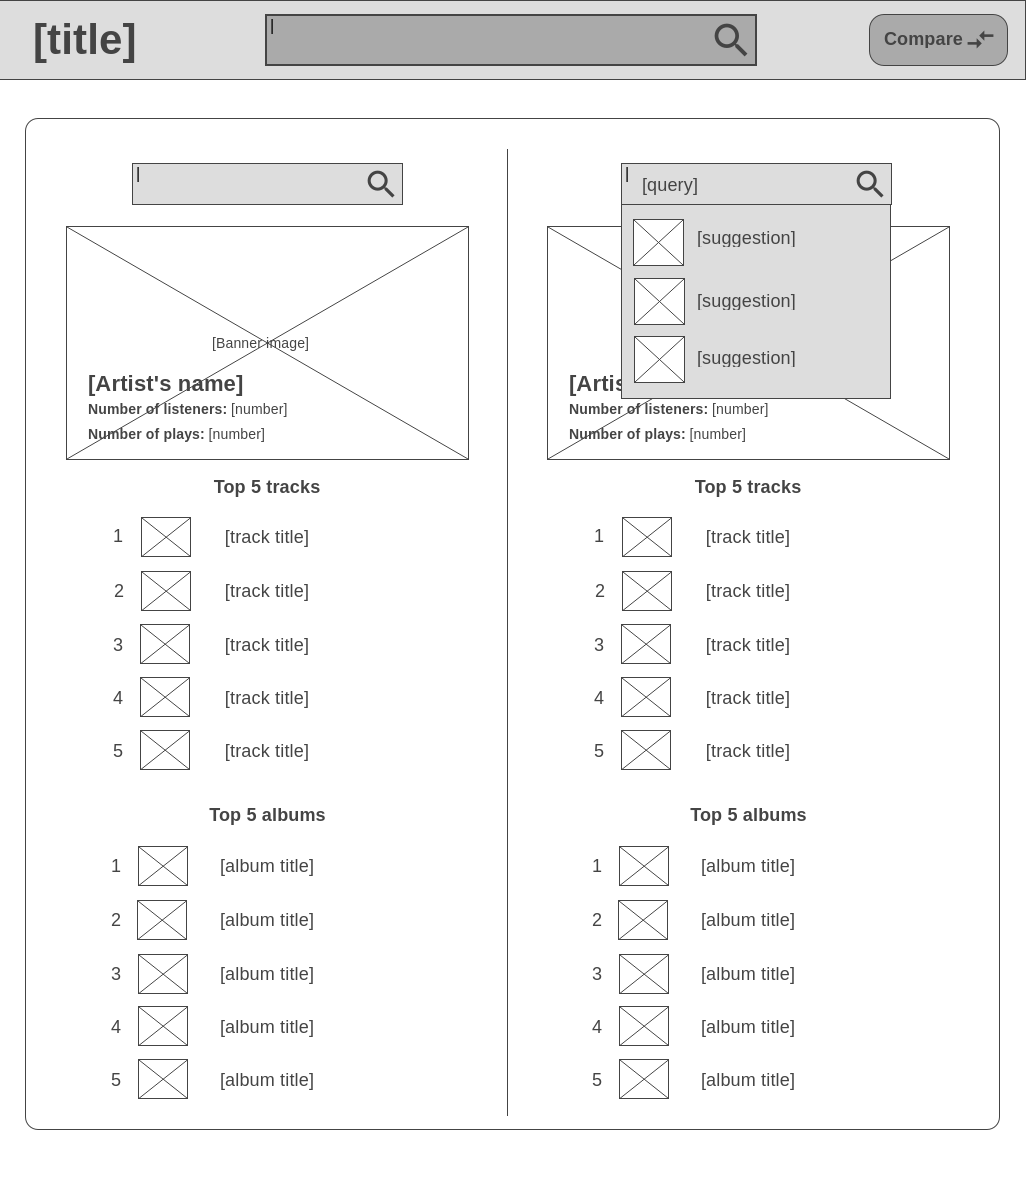 [title]
Compare
[Banner image]
[Artist's name]
Number of listeners: [number]
Number of plays: [number]
Top 5 tracks
1 [track title]
2 [track title]
3 [track title]
4 [track title]
5 [track title]
Top 5 albums
1 [album title]
2 [album title]
3 [album title]
4 [album title]
5 [album title]
[query]
[suggestion]
[suggestion]
[suggestion]
[Artis
Number of listeners: [number]
Number of plays: [number]
Top 5 tracks
1 [track title]
2 [track title]
3 [track title]
4 [track title]
5 [track title]
Top 5 albums
1 [album title]
2 [album title]
3 [album title]
4 [album title]
5 [album title]